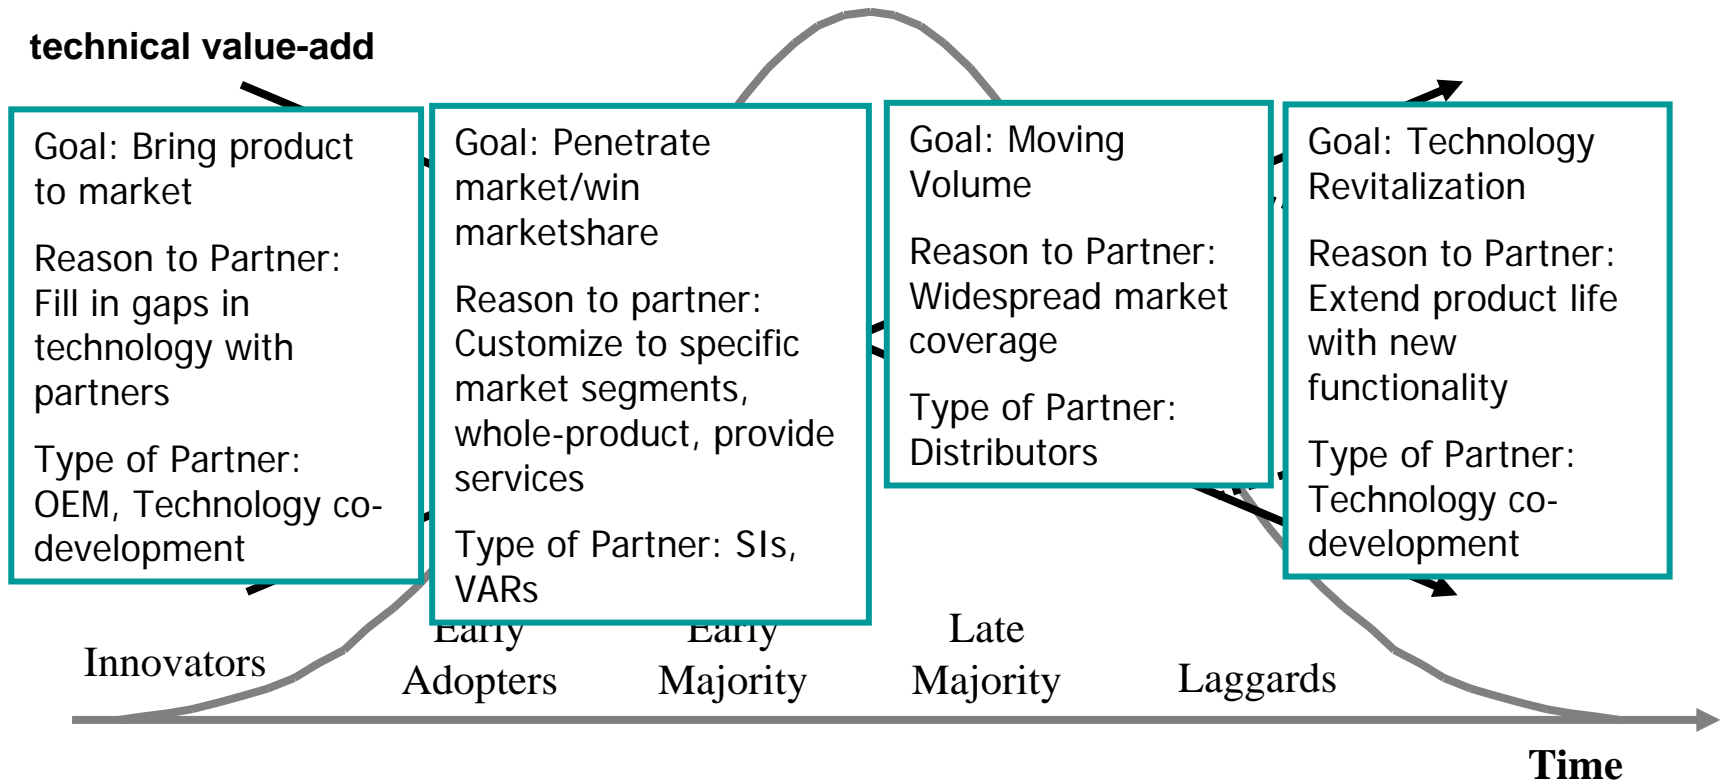 technical value-add
Goal: Bring product
to market
Reason to Partner:
Fill in gaps in
technology with
partners
Type of Partner:
OEM, Technology co-
development
Goal: Penetrate
market/win
marketshare
Reason to partner:
Customize to specific
market segments,
whole-product, provide
services
Type of Partner: SIs,
VARs
Goal: Moving
Volume
Reason to Partner:
Widespread market
coverage
Type of Partner:
Distributors
Goal: Technology
Revitalization
Reason to Partner:
Extend product life
with new
functionality
Type of Partner:
Technology co-
development
Innovators
Early
Adopters
Early
Majority
Late
Majority
Laggards
Time